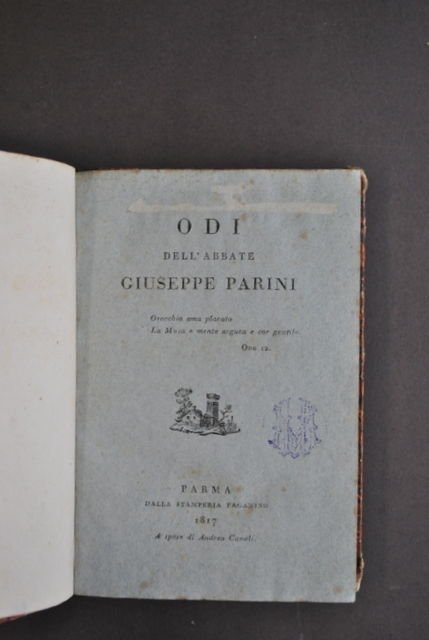 ODI
DELL'ABBATE
GIUSEPPE PARINI
Orecchio ama placato
La Musa e mente arguta e cor gentile.
Ode 12.
PARMA
DALLA STAMPERIA PAGANINO
1817
A spese di Andrea Canali.